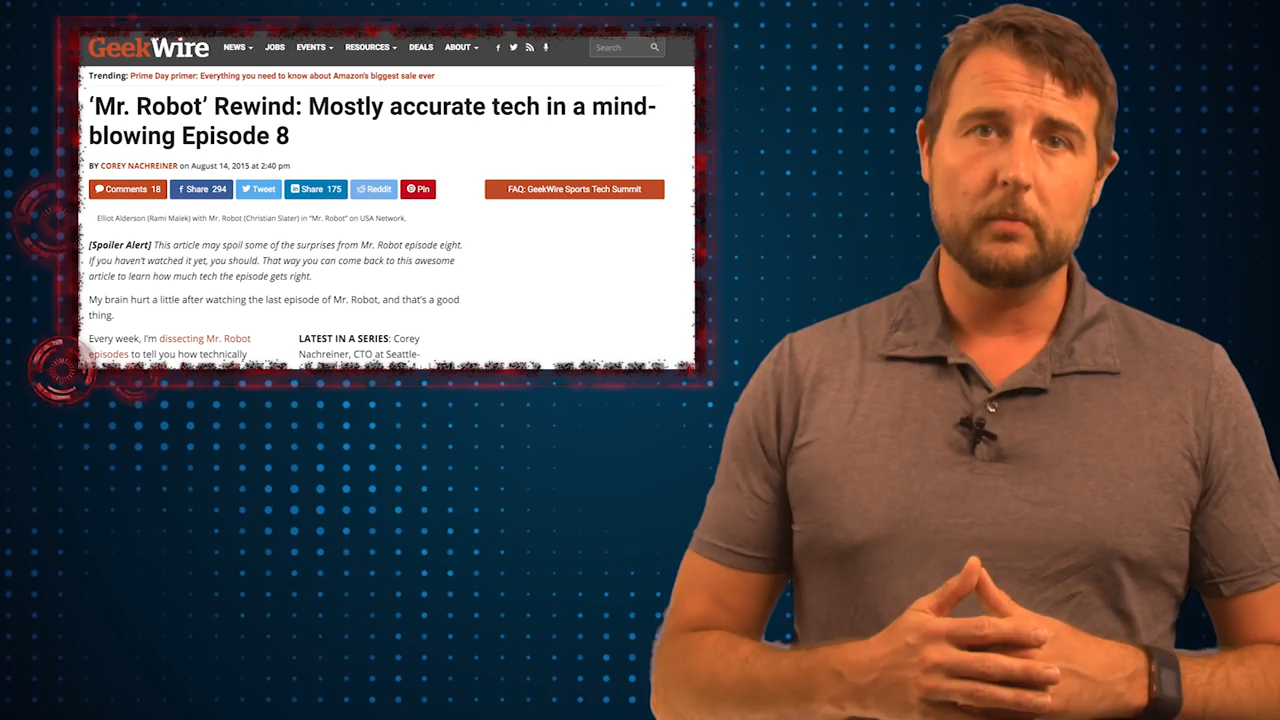 GeekWire NEWS JOBS EVENTS RESOURCES DEALS ABOUT Search
Trending: Prime Day primer: Everything you need to know about Amazon's biggest sale ever
‘Mr. Robot’ Rewind: Mostly accurate tech in a mind-
blowing Episode 8
BY COREY NACHREINER on August 14, 2015 at 2:40 pm
Comments 18 Share 294 Tweet Share 175 Reddit Pin FAQ: GeekWire Sports Tech Summit
Elliot Alderson (Rami Malek) with Mr. Robot (Christian Slater) in "Mr. Robot" on USA Network.
[Spoiler Alert] This article may spoil some of the surprises from Mr. Robot episode eight.
If you haven't watched it yet, you should. That way you can come back to this awesome
article to learn how much tech the episode gets right.
My brain hurt a little after watching the last episode of Mr. Robot, and that's a good
thing.
Every week, I'm dissecting Mr. Robot
episodes to tell you how technically
LATEST IN A SERIES: Corey
Nachreiner, CTO at Seattle-